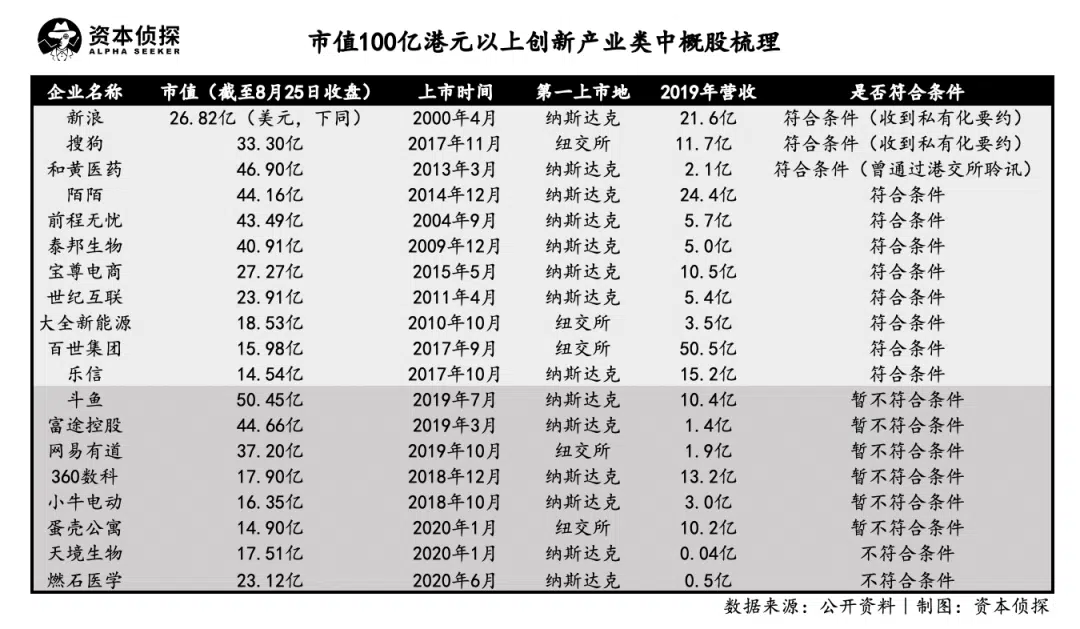 资本侦探
ALPHA SEEKER
市值100亿港元以上创新产业类中概股梳理
企业名称 市值（截至8月25日收盘） 上市时间 第一上市地 2019年营收 是否符合条件
新浪 26.82亿（美元，下同） 2000年4月 纳斯达克 21.6亿 符合条件（收到私有化要约）
搜狗 33.30亿 2017年11月 纽交所 11.7亿 符合条件（收到私有化要约）
和黄医药 46.90亿 2013年3月 纳斯达克 2.1亿 符合条件（曾通过港交所聆讯）
陌陌 44.16亿 2014年12月 纳斯达克 24.4亿 符合条件
前程无忧 43.49亿 2004年9月 纳斯达克 5.7亿 符合条件
泰邦生物 40.91亿 2009年12月 纳斯达克 5.0亿 符合条件
宝尊电商 27.27亿 2015年5月 纳斯达克 10.5亿 符合条件
世纪互联 23.91亿 2011年4月 纳斯达克 5.4亿 符合条件
大全新能源 18.53亿 2010年10月 纽交所 3.5亿 符合条件
百世集团 15.98亿 2017年9月 纽交所 50.5亿 符合条件
乐信 14.54亿 2017年10月 纳斯达克 15.2亿 符合条件
斗鱼 50.45亿 2019年7月 纳斯达克 10.4亿 暂不符合条件
富途控股 44.66亿 2019年3月 纳斯达克 1.4亿 暂不符合条件
网易有道 37.20亿 2019年10月 纽交所 1.9亿 暂不符合条件
360数科 17.90亿 2018年12月 纳斯达克 13.2亿 暂不符合条件
小牛电动 16.35亿 2018年10月 纳斯达克 3.0亿 暂不符合条件
蛋壳公寓 14.90亿 2020年1月 纽交所 10.2亿 暂不符合条件
天境生物 17.51亿 2020年1月 纳斯达克 0.04亿 不符合条件
燃石医学 23.12亿 2020年6月 纳斯达克 0.5亿 不符合条件
数据来源：公开资料｜制图：资本侦探